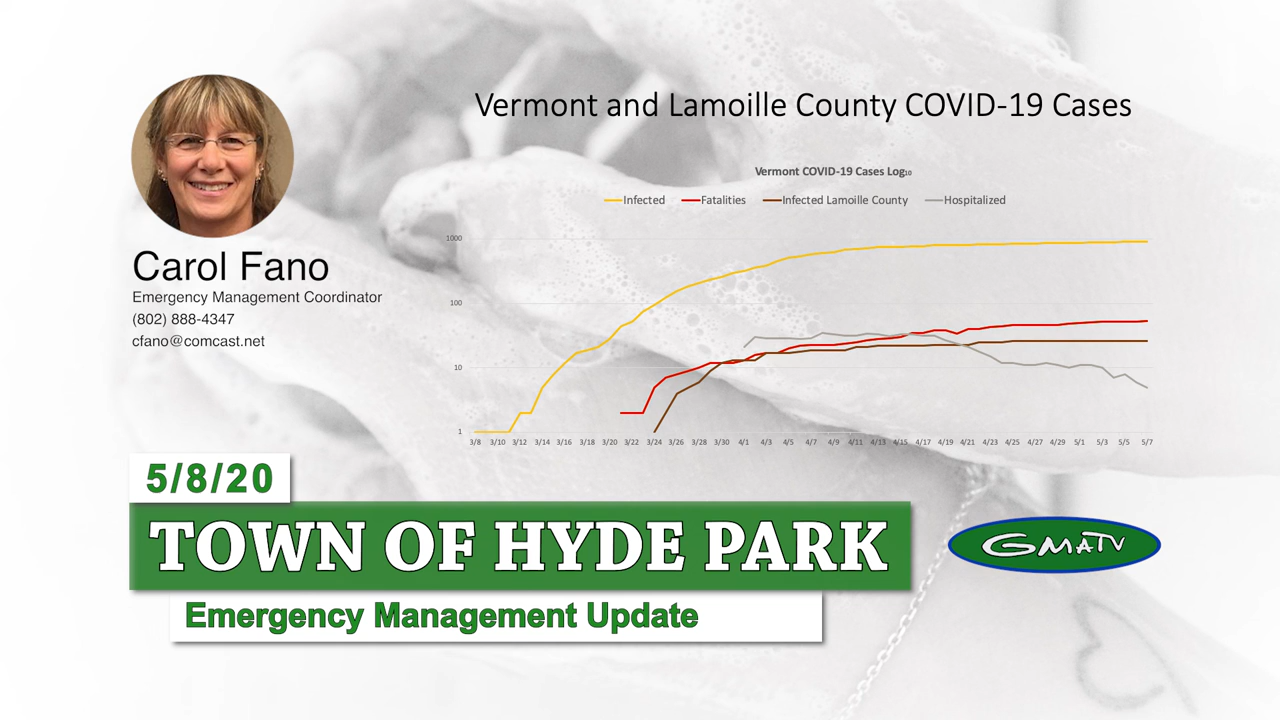 Carol Fano
Emergency Management Coordinator
(802) 888-4347
cfano@comcast.net
Vermont and Lamoille County COVID-19 Cases
Vermont COVID-19 Cases Log₁₀
Infected Fatalities Infected Lamoille County Hospitalized
1000
100
10
1
3/8 3/10 3/12 3/14 3/16 3/18 3/20 3/22 3/24 3/26 3/28 3/30 4/1 4/3 4/5 4/7 4/9 4/11 4/13 4/15 4/17 4/19 4/21 4/23 4/25 4/27 4/29 5/1 5/3 5/5 5/7
5/8/20
TOWN OF HYDE PARK
GMATV
Emergency Management Update